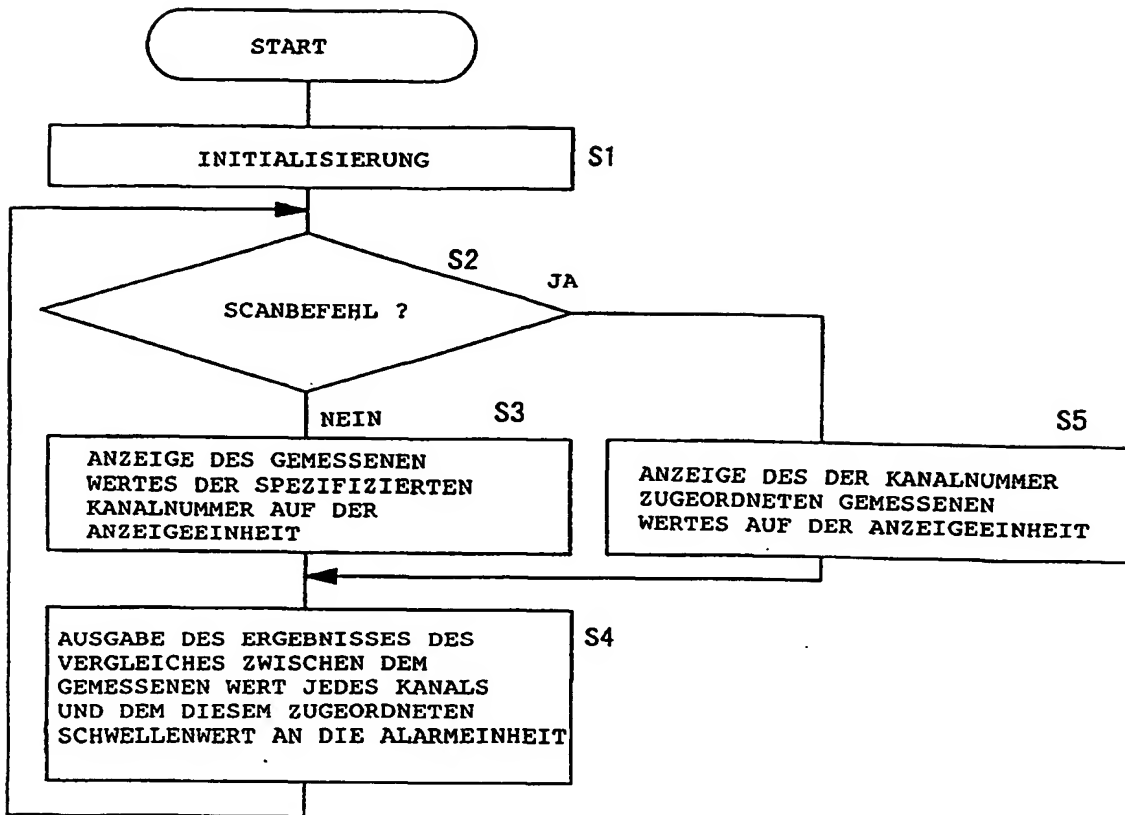 START
INITIALISIERUNG
S1
S2
JA
SCANBEFEHL ?
NEIN
S3
ANZEIGE DES GEMESSENEN
WERTES DER SPEZIFIZIERTEN
KANALNUMMER AUF DER
ANZEIGEEINHEIT
S5
ANZEIGE DES DER KANALNUMMER
ZUGEORDNETEN GEMESSENEN
WERTES AUF DER ANZEIGEEINHEIT
S4
AUSGABE DES ERGEBNISSES DES
VERGLEICHES ZWISCHEN DEM
GEMESSENEN WERT JEDES KANALS
UND DEM DIESEM ZUGEORDNETEN
SCHWELLENWERT AN DIE ALARMEINHEIT